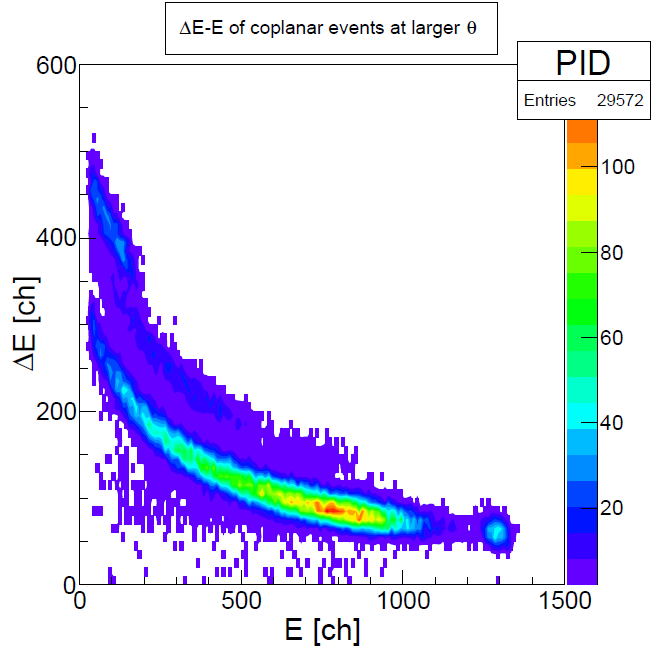 ΔE-E of coplanar events at larger θ
PID
Entries 29572
600
400
200
0
ΔE [ch]
0 500 1000 1500
E [ch]
100
80
60
40
20